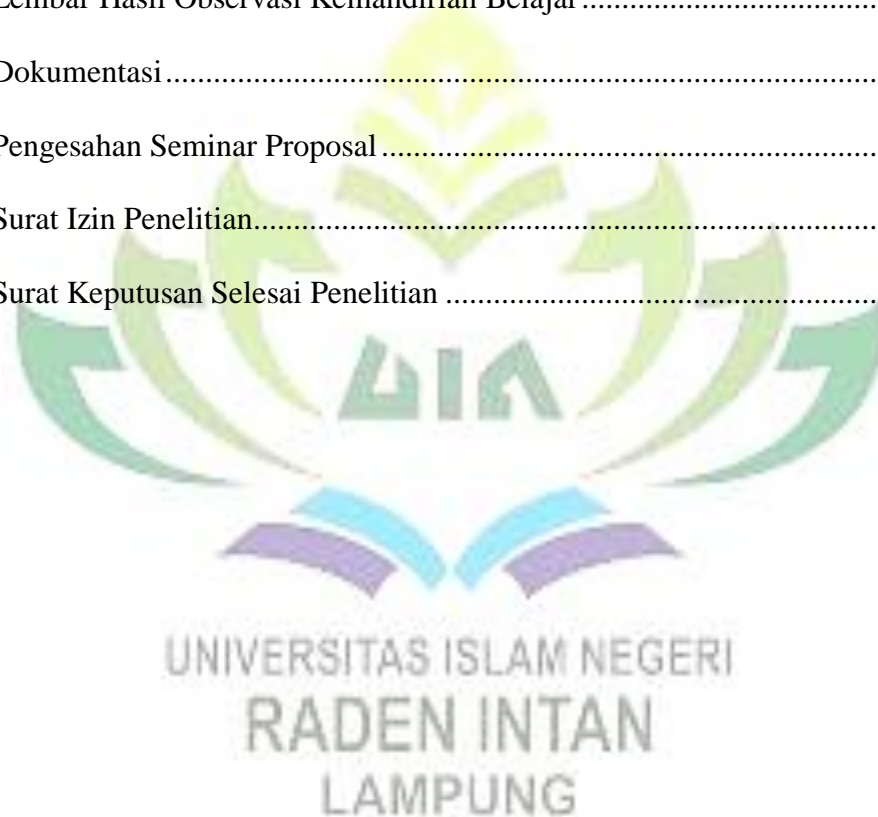 Lembar Hasil Observasi Kemandirian Belajar................................
Dokumentasi................................................................................
Pengesahan Seminar Proposal................................................................
Surat Izin Penelitian................................................................
Surat Keputusan Selesai Penelitian................................................
UIN
UNIVERSITAS ISLAM NEGERI
RADEN INTAN
LAMPUNG